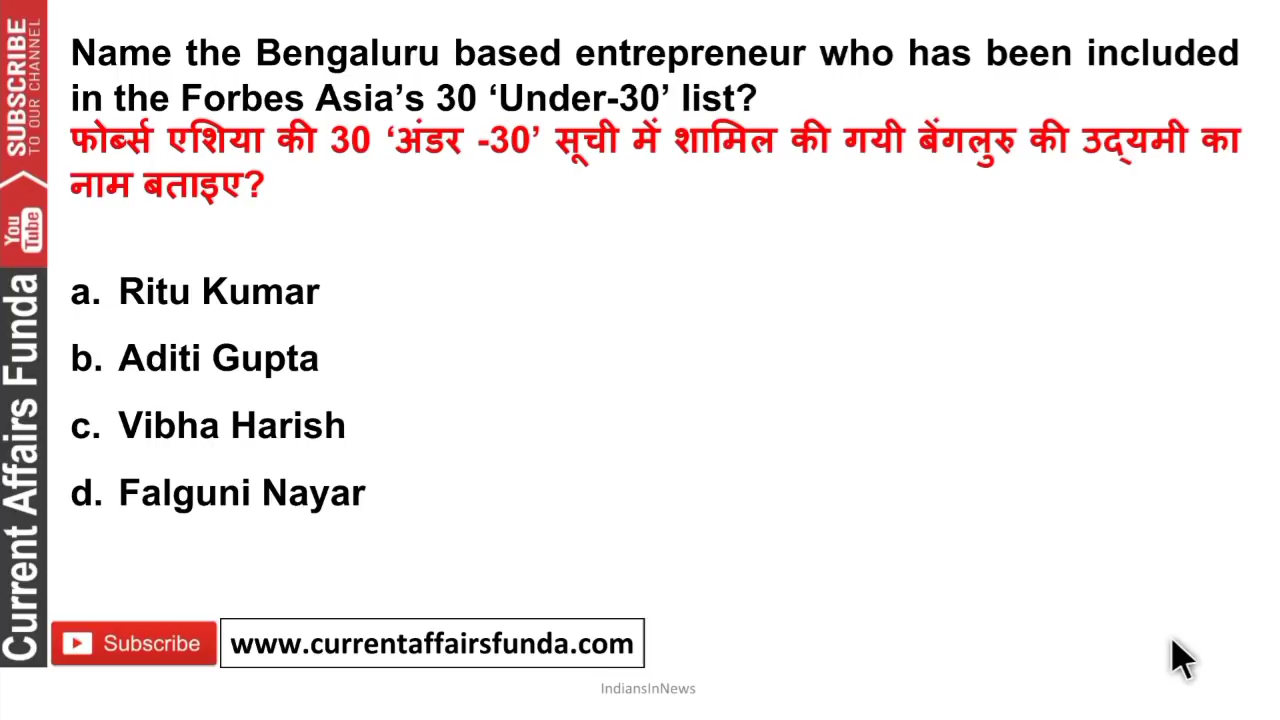 Name the Bengaluru based entrepreneur who has been included
in the Forbes Asia’s 30 ‘Under-30’ list?
फोर्ब्स एशिया की 30 ‘अंडर -30’ सूची में शामिल की गयी बेंगलुरु की उद्यमी का
नाम बताइए?
a. Ritu Kumar
b. Aditi Gupta
c. Vibha Harish
d. Falguni Nayar
SUBSCRIBE
TO OUR CHANNEL
You Tube
Current Affairs Funda
Subscribe
www.currentaffairsfunda.com
IndiansInNews